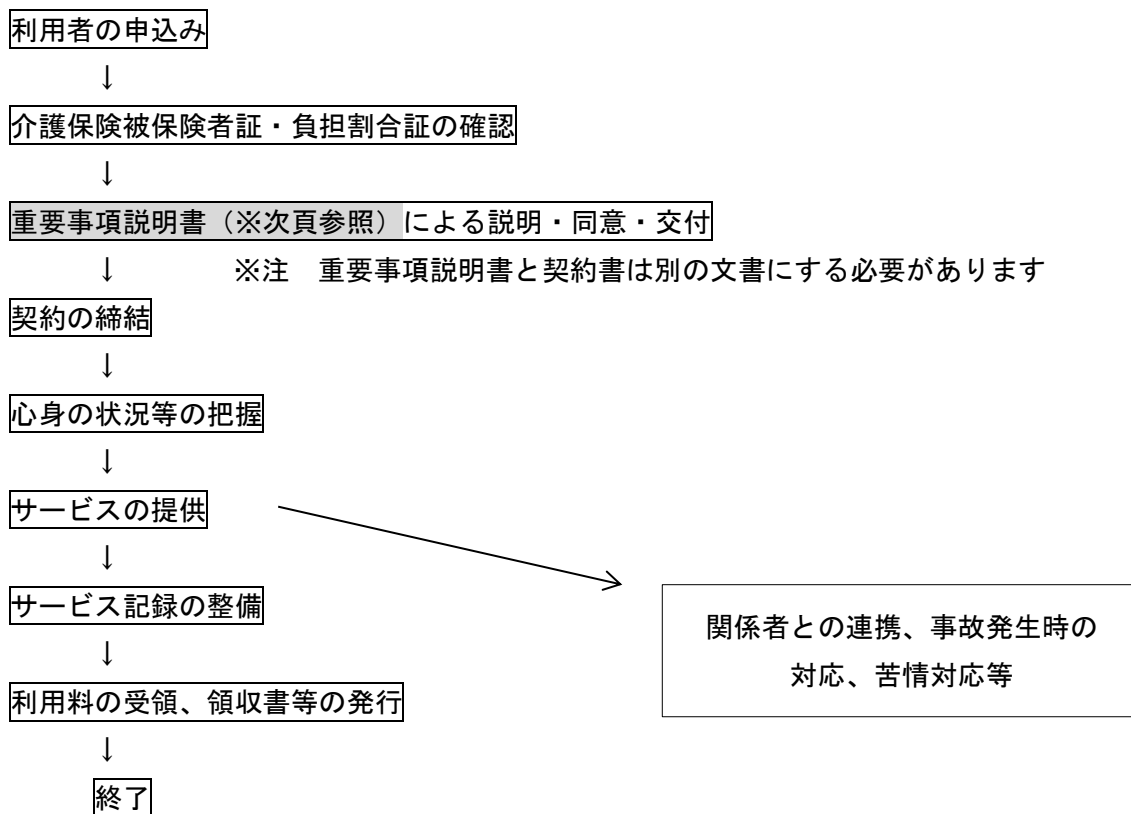 利用者の申込み
↓
介護保険被保険者証・負担割合証の確認
↓
重要事項説明書（※次頁参照）による説明・同意・交付
↓ ※注 重要事項説明書と契約書は別の文書にする必要があります
契約の締結
↓
心身の状況等の把握
↓
サービスの提供
↓
サービス記録の整備
関係者との連携、事故発生時の
対応、苦情対応等
↓
利用料の受領、領収書等の発行
↓
終了